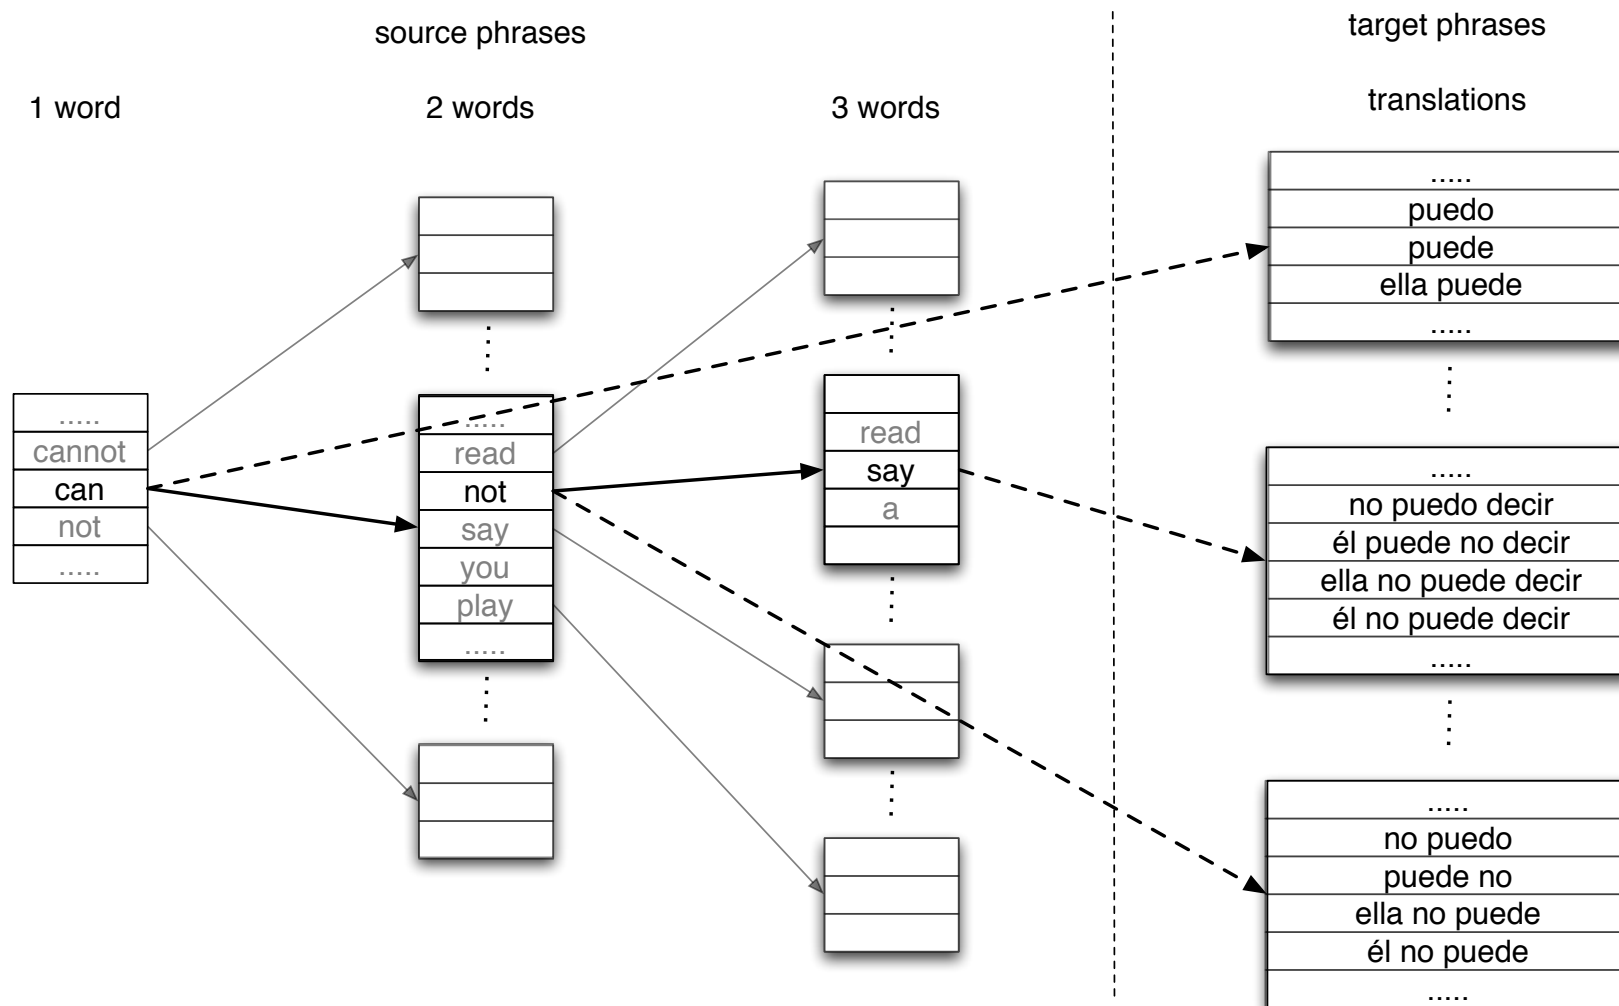 source phrases
target phrases
1 word
2 words
3 words
translations
.....
cannot
can
not
.....
.....
read
not
say
you
play
.....
read
say
a
.....
puedo
puede
ella puede
.....
.....
no puedo decir
él puede no decir
ella no puede decir
él no puede decir
.....
.....
no puedo
puede no
ella no puede
él no puede
.....